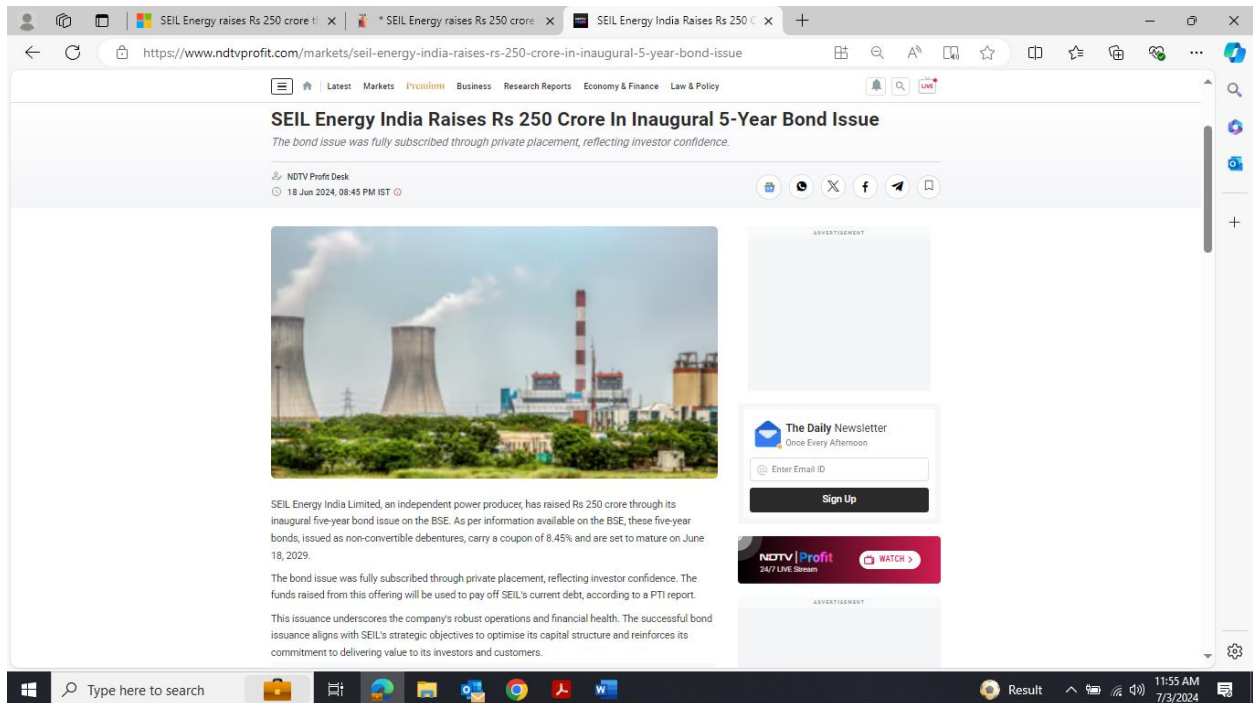 SEIL Energy raises Rs 250 crore t
* SEIL Energy raises Rs 250 crore
SEIL Energy India Raises Rs 250 C
https://www.ndtvprofit.com/markets/seil-energy-india-raises-rs-250-crore-in-inaugural-5-year-bond-issue
Latest Markets Premium Business Research Reports Economy & Finance Law & Policy
LIVE
SEIL Energy India Raises Rs 250 Crore In Inaugural 5-Year Bond Issue
The bond issue was fully subscribed through private placement, reflecting investor confidence.
NDTV Profit Desk
18 Jun 2024, 08:45 PM IST
ADVERTISEMENT
The Daily Newsletter
Once Every Afternoon
@ Enter Email ID
Sign Up
SEIL Energy India Limited, an independent power producer, has raised Rs 250 crore through its
inaugural five-year bond issue on the BSE. As per information available on the BSE, these five-year
bonds, issued as non-convertible debentures, carry a coupon of 8.45% and are set to mature on June
18, 2029.
NDTV | Profit
24/7 LIVE Stream
WATCH >
The bond issue was fully subscribed through private placement, reflecting investor confidence. The
funds raised from this offering will be used to pay off SEIL's current debt, according to a PTI report.
ADVERTISEMENT
This issuance underscores the company's robust operations and financial health. The successful bond
issuance aligns with SEIL's strategic objectives to optimise its capital structure and reinforces its
commitment to delivering value to its investors and customers.
Type here to search
Result
11:55 AM
7/3/2024